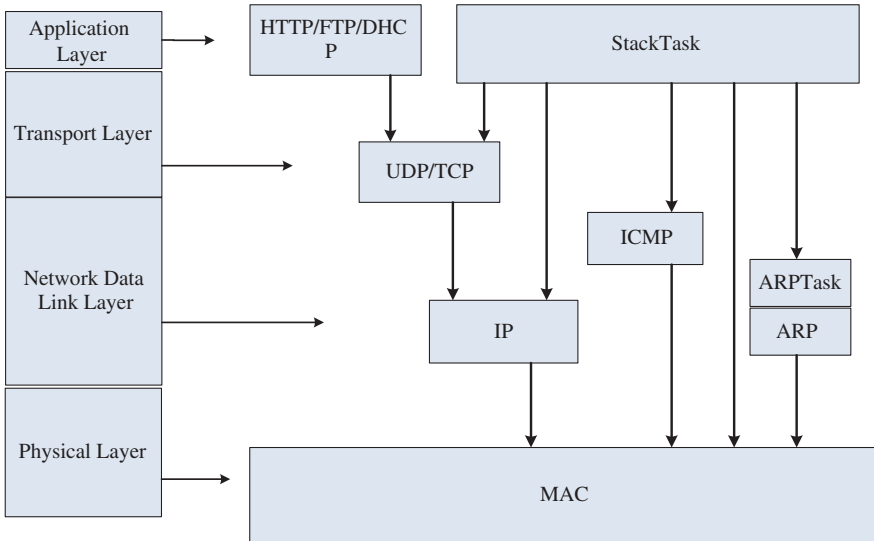 Application
Layer
HTTP/FTP/DHC
P
StackTask
Transport Layer
UDP/TCP
ICMP
Network Data
Link Layer
ARPTask
IP
ARP
Physical Layer
MAC